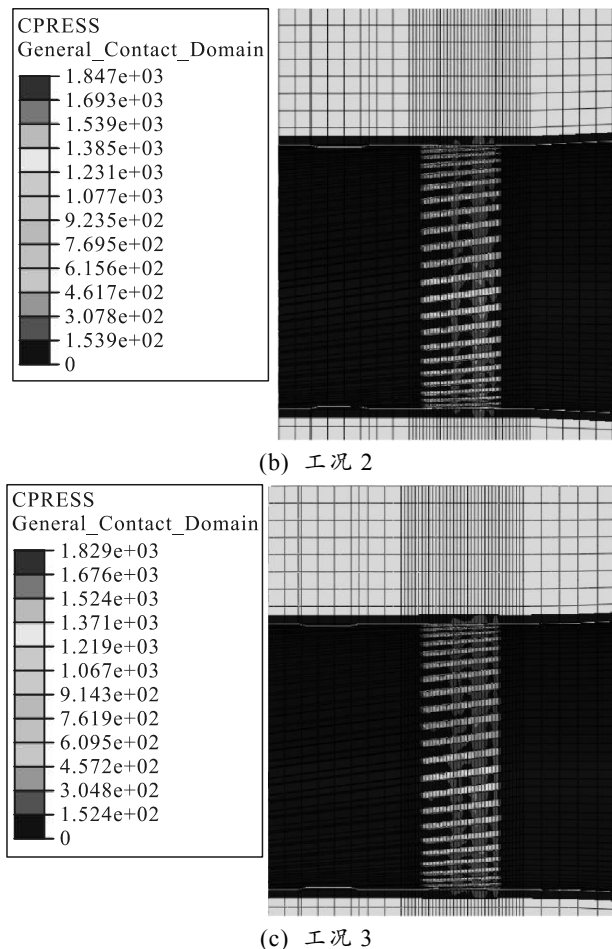 CPRESS
General_Contact_Domain
1.847e+03
1.693e+03
1.539e+03
1.385e+03
1.231e+03
1.077e+03
9.235e+02
7.695e+02
6.156e+02
4.617e+02
3.078e+02
1.539e+02
0
(b) 工况 2
CPRESS
General_Contact_Domain
1.829e+03
1.676e+03
1.524e+03
1.371e+03
1.219e+03
1.067e+03
9.143e+02
7.619e+02
6.095e+02
4.572e+02
3.048e+02
1.524e+02
0
(c) 工况 3